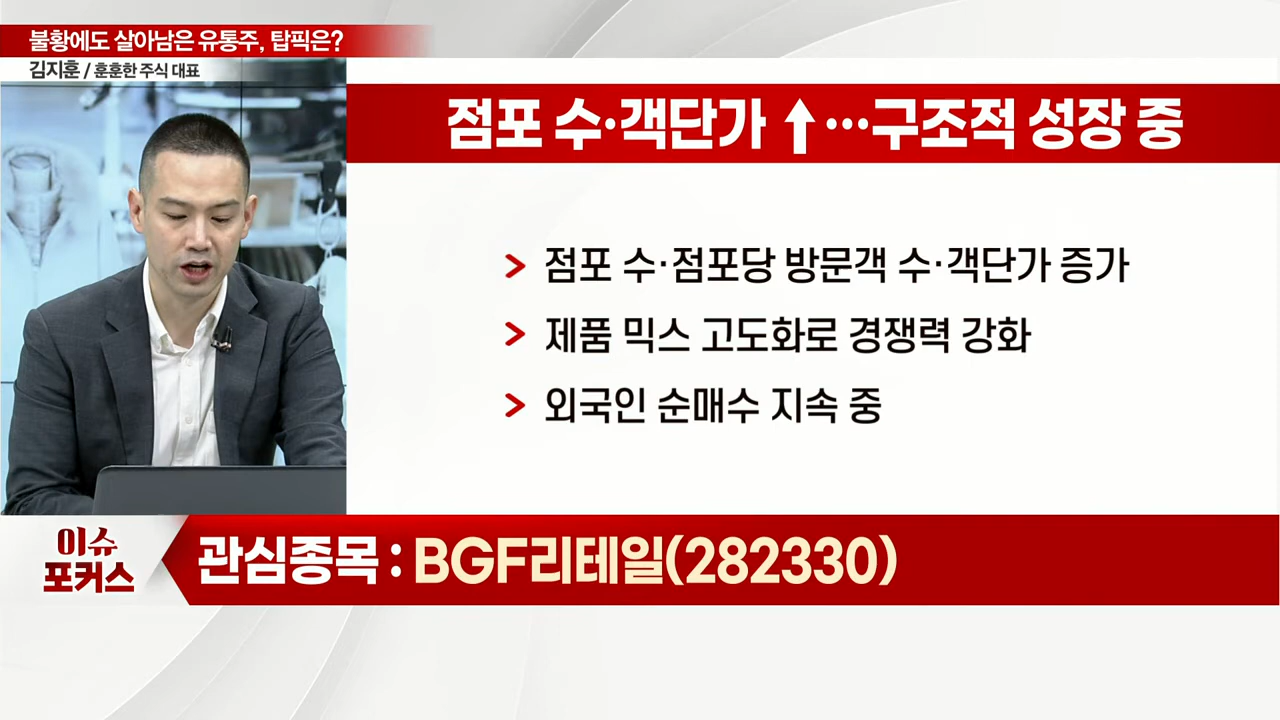 불황에도 살아남은 유통주, 탑픽은?
김지훈 / 훈훈한 주식 대표
점포 수·객단가 ↑…구조적 성장 중
> 점포 수·점포당 방문객 수·객단가 증가
> 제품 믹스 고도화로 경쟁력 강화
> 외국인 순매수 지속 중
이슈
포커스
관심종목 : BGF리테일(282330)